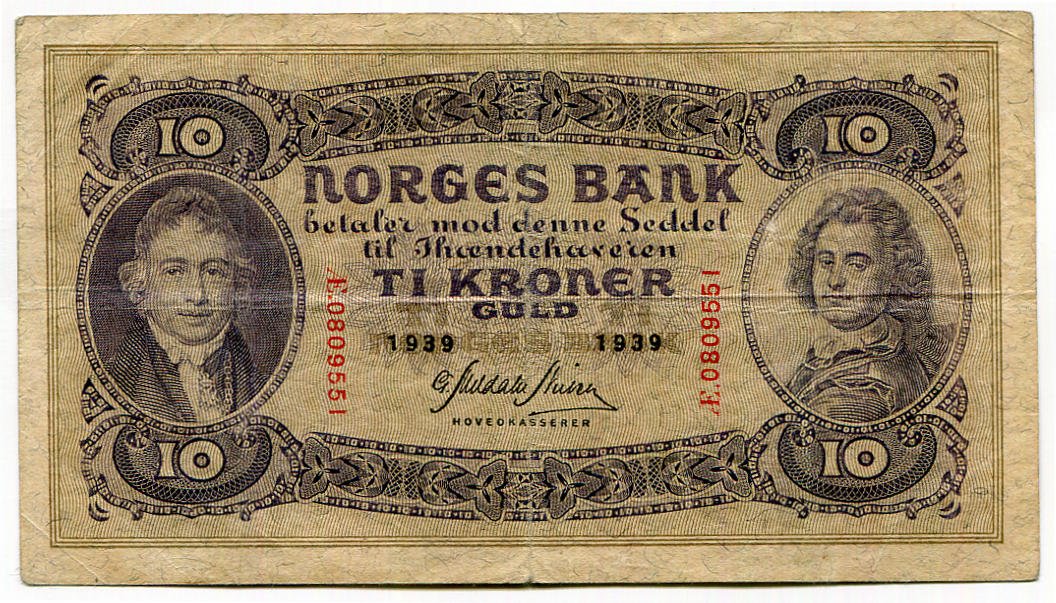 10 10
NORGES BANK
betaler mod denne Seddel
til Ihændehaveren
TI KRONER
GULD
Æ.0809551 Æ.0809551
1939 1939
HOVEDKASSERER
10 10